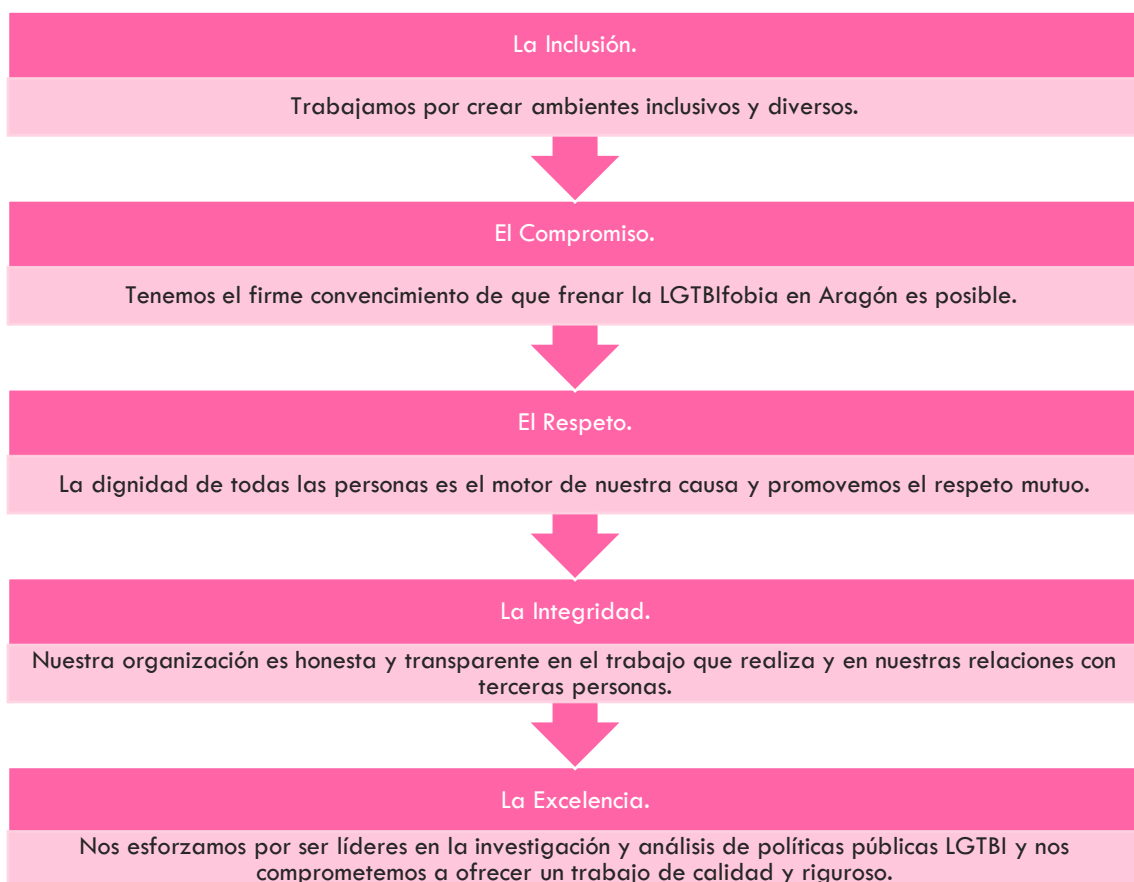 La Inclusión.
Trabajamos por crear ambientes inclusivos y diversos.
El Compromiso.
Tenemos el firme convencimiento de que frenar la LGTBIfobia en Aragón es posible.
El Respeto.
La dignidad de todas las personas es el motor de nuestra causa y promovemos el respeto mutuo.
La Integridad.
Nuestra organización es honesta y transparente en el trabajo que realiza y en nuestras relaciones con
terceras personas.
La Excelencia.
Nos esforzamos por ser líderes en la investigación y análisis de políticas públicas LGTBI y nos
comprometemos a ofrecer un trabajo de calidad y riguroso.